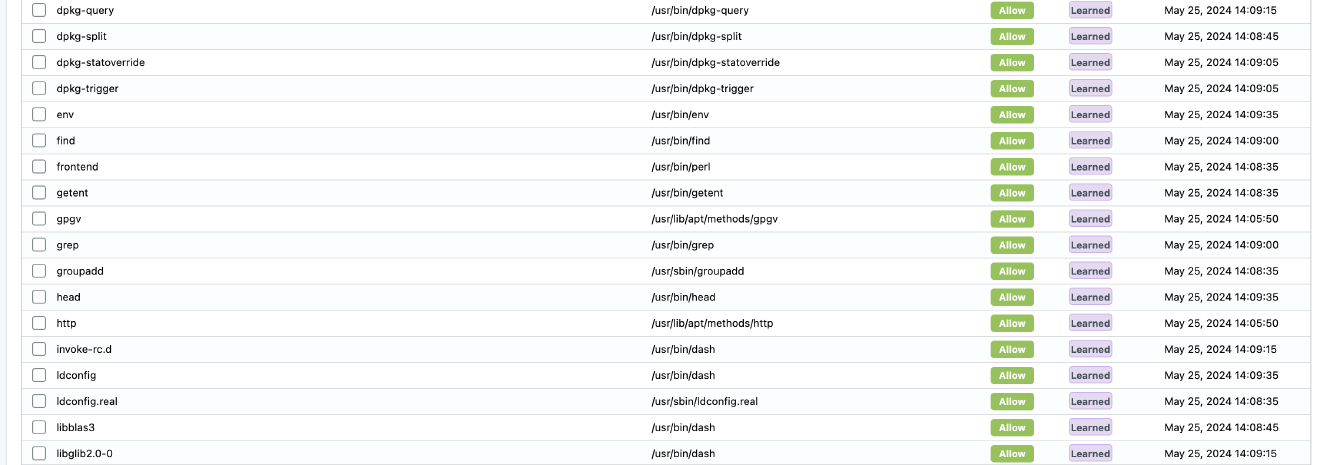 dpkg-query /usr/bin/dpkg-query Allow Learned May 25, 2024 14:09:15
dpkg-split /usr/bin/dpkg-split Allow Learned May 25, 2024 14:08:45
dpkg-statoverride /usr/bin/dpkg-statoverride Allow Learned May 25, 2024 14:09:05
dpkg-trigger /usr/bin/dpkg-trigger Allow Learned May 25, 2024 14:09:05
env /usr/bin/env Allow Learned May 25, 2024 14:09:35
find /usr/bin/find Allow Learned May 25, 2024 14:09:00
frontend /usr/bin/perl Allow Learned May 25, 2024 14:08:35
getent /usr/bin/getent Allow Learned May 25, 2024 14:08:35
gpgv /usr/lib/apt/methods/gpgv Allow Learned May 25, 2024 14:05:50
grep /usr/bin/grep Allow Learned May 25, 2024 14:09:00
groupadd /usr/sbin/groupadd Allow Learned May 25, 2024 14:08:35
head /usr/bin/head Allow Learned May 25, 2024 14:09:35
http /usr/lib/apt/methods/http Allow Learned May 25, 2024 14:05:50
invoke-rc.d /usr/bin/dash Allow Learned May 25, 2024 14:09:15
ldconfig /usr/bin/dash Allow Learned May 25, 2024 14:09:35
ldconfig.real /usr/sbin/ldconfig.real Allow Learned May 25, 2024 14:08:35
libblas3 /usr/bin/dash Allow Learned May 25, 2024 14:08:45
libglib2.0-0 /usr/bin/dash Allow Learned May 25, 2024 14:09:15